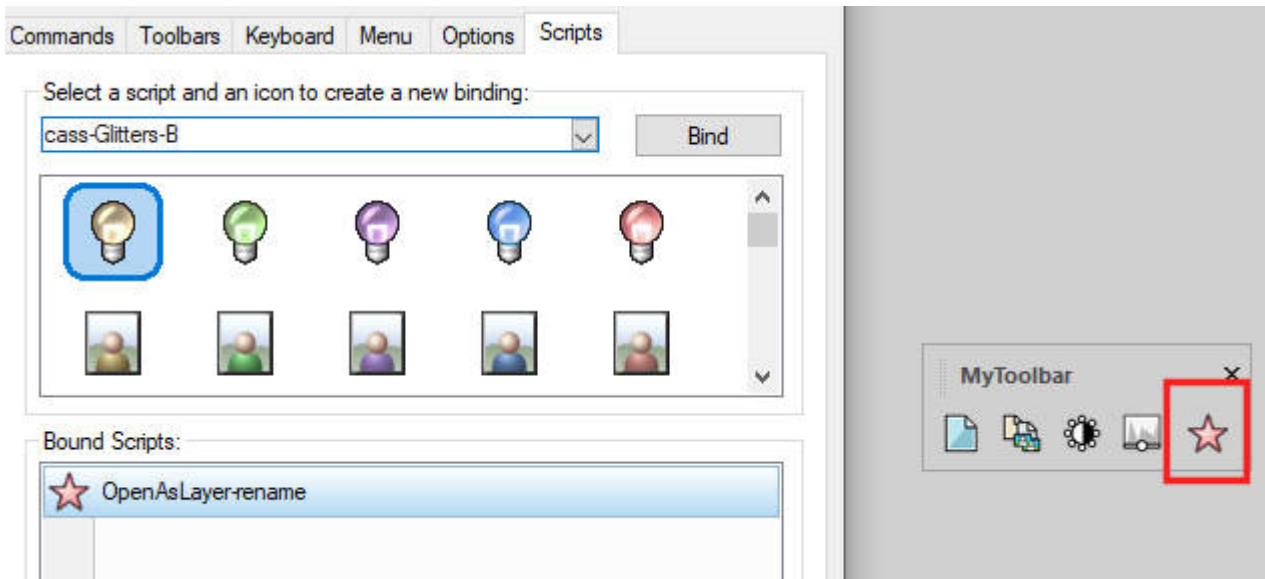 Commands Toolbars Keyboard Menu Options Scripts
Select a script and an icon to create a new binding:
cass-Glitters-B
Bind
Bound Scripts:
OpenAsLayer-rename
MyToolbar